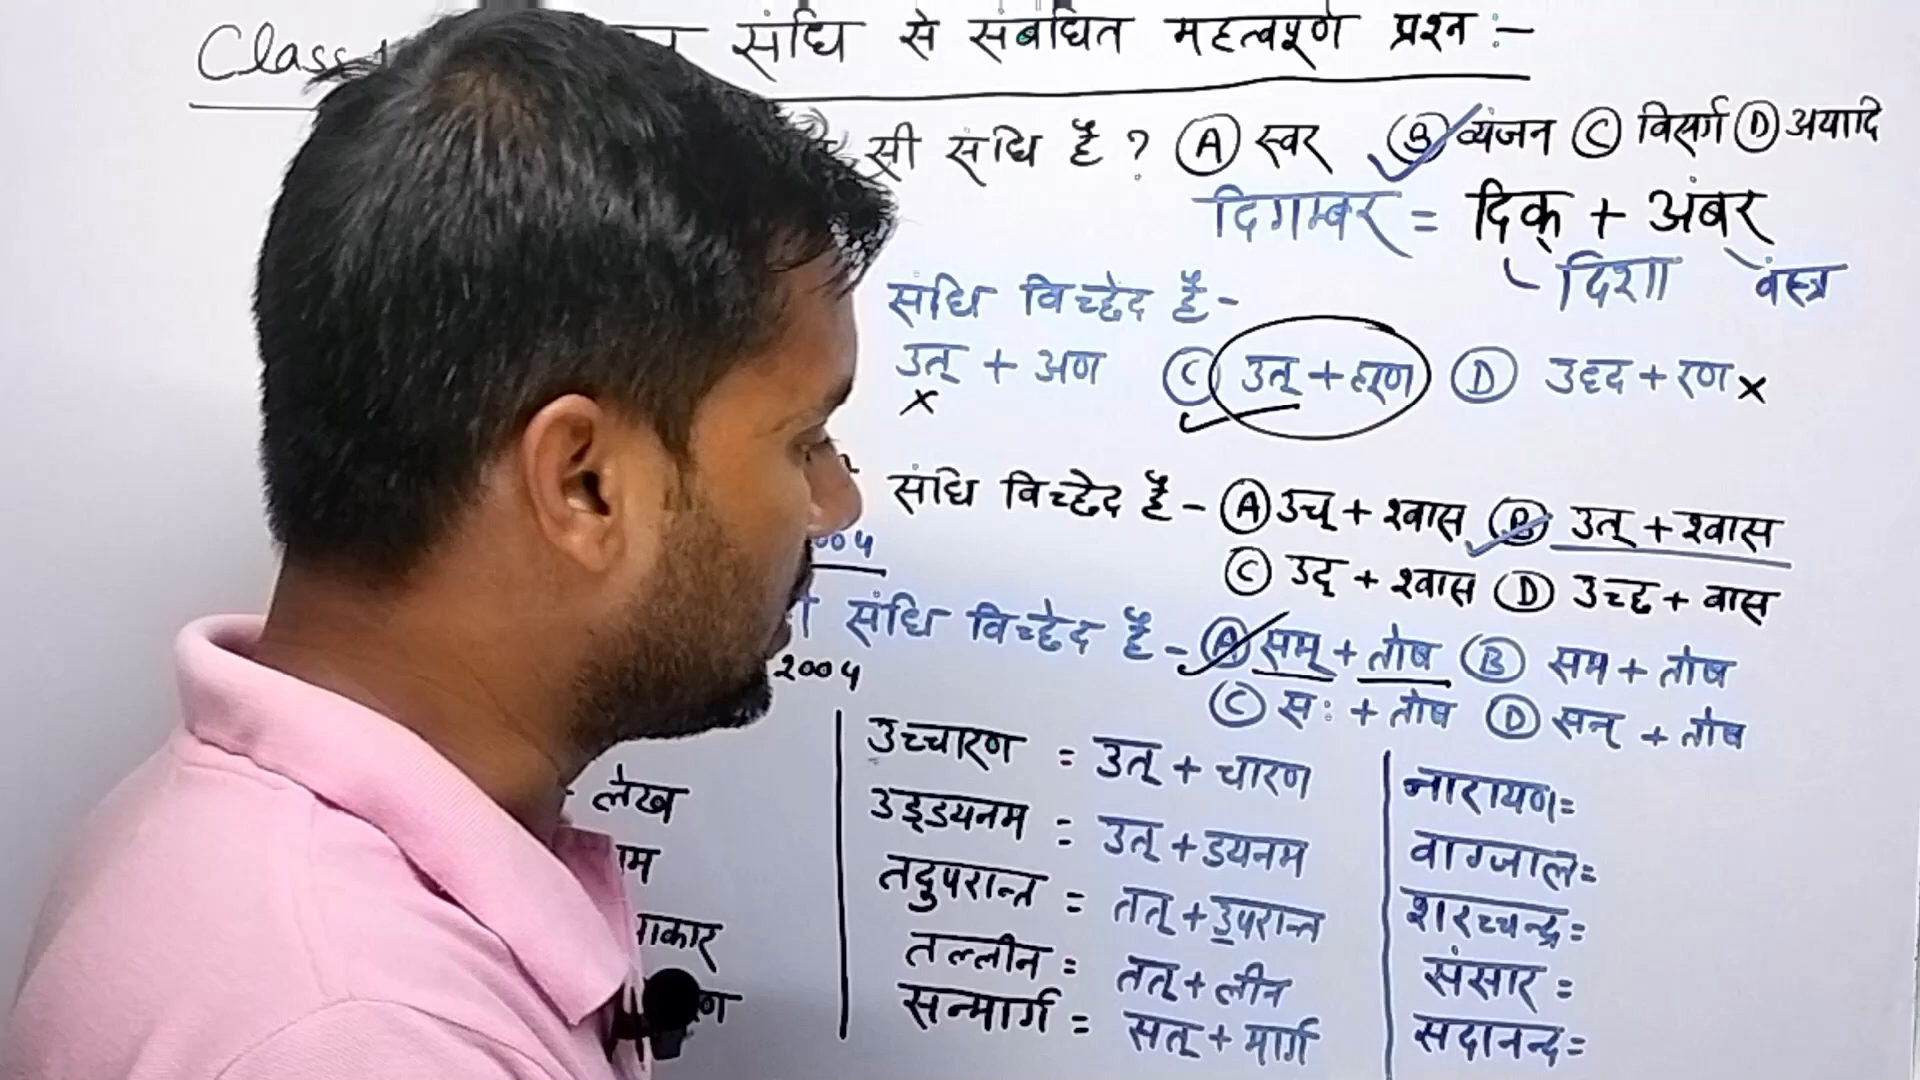 Class संधि से संबंधित महत्वपूर्ण प्रश्न :-
सी संधि है ? (A) स्वर (B) व्यंजन (C) विसर्ग (D) अयादि
दिगम्बर = दिक् + अंबर
दिशा वस्त्र
संधि विच्छेद है -
उत् + अण (C) उत् + हरण (D) उद्द + रण ×
×
संधि विच्छेद है - (A) उच् + श्वास (B) उत् + श्वास
(C) उद् + श्वास (D) उच्छ + वास
2004
संधि विच्छेद है - (A) सम् + तोष (B) सम + तोष
2004
(C) स: + तोष (D) सन् + तोष
लेख
ाकार
उच्चारण = उत् + चारण
उड्डयनम = उत् + डयनम
तदुपरान्त = तत् + उपरान्त
तल्लीन = तत् + लीन
सन्मार्ग = सत् + मार्ग
नारायण =
वाग्जाल =
शरच्चन्द्र =
संसार =
सदानन्द =